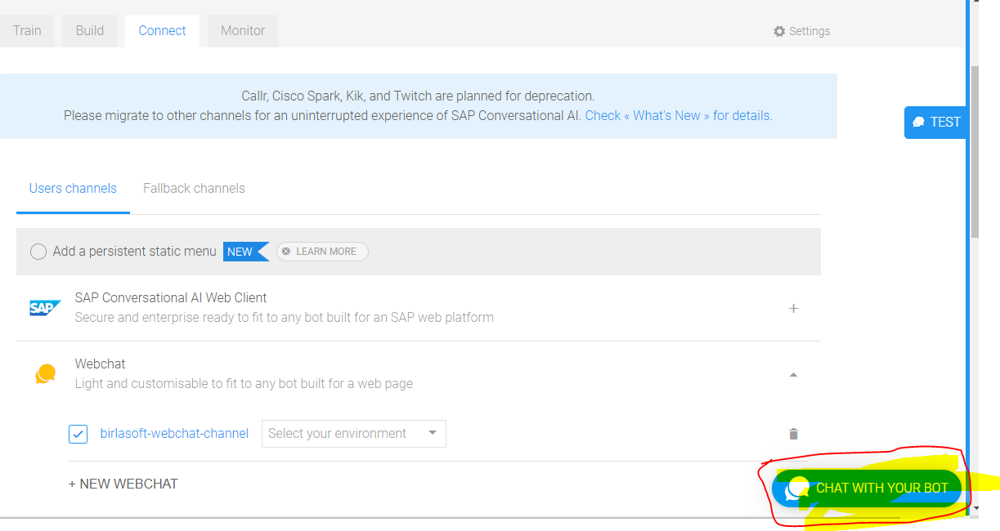 Train Build Connect Monitor Settings
Callr, Cisco Spark, Kik, and Twitch are planned for deprecation.
Please migrate to other channels for an uninterrupted experience of SAP Conversational AI. Check « What's New » for details.
TEST
Users channels Fallback channels
Add a persistent static menu NEW LEARN MORE
SAP
SAP Conversational AI Web Client
Secure and enterprise ready to fit to any bot built for an SAP web platform
Webchat
Light and customisable to fit to any bot built for a web page
birlasoft-webchat-channel Select your environment
+ NEW WEBCHAT
CHAT WITH YOUR BOT